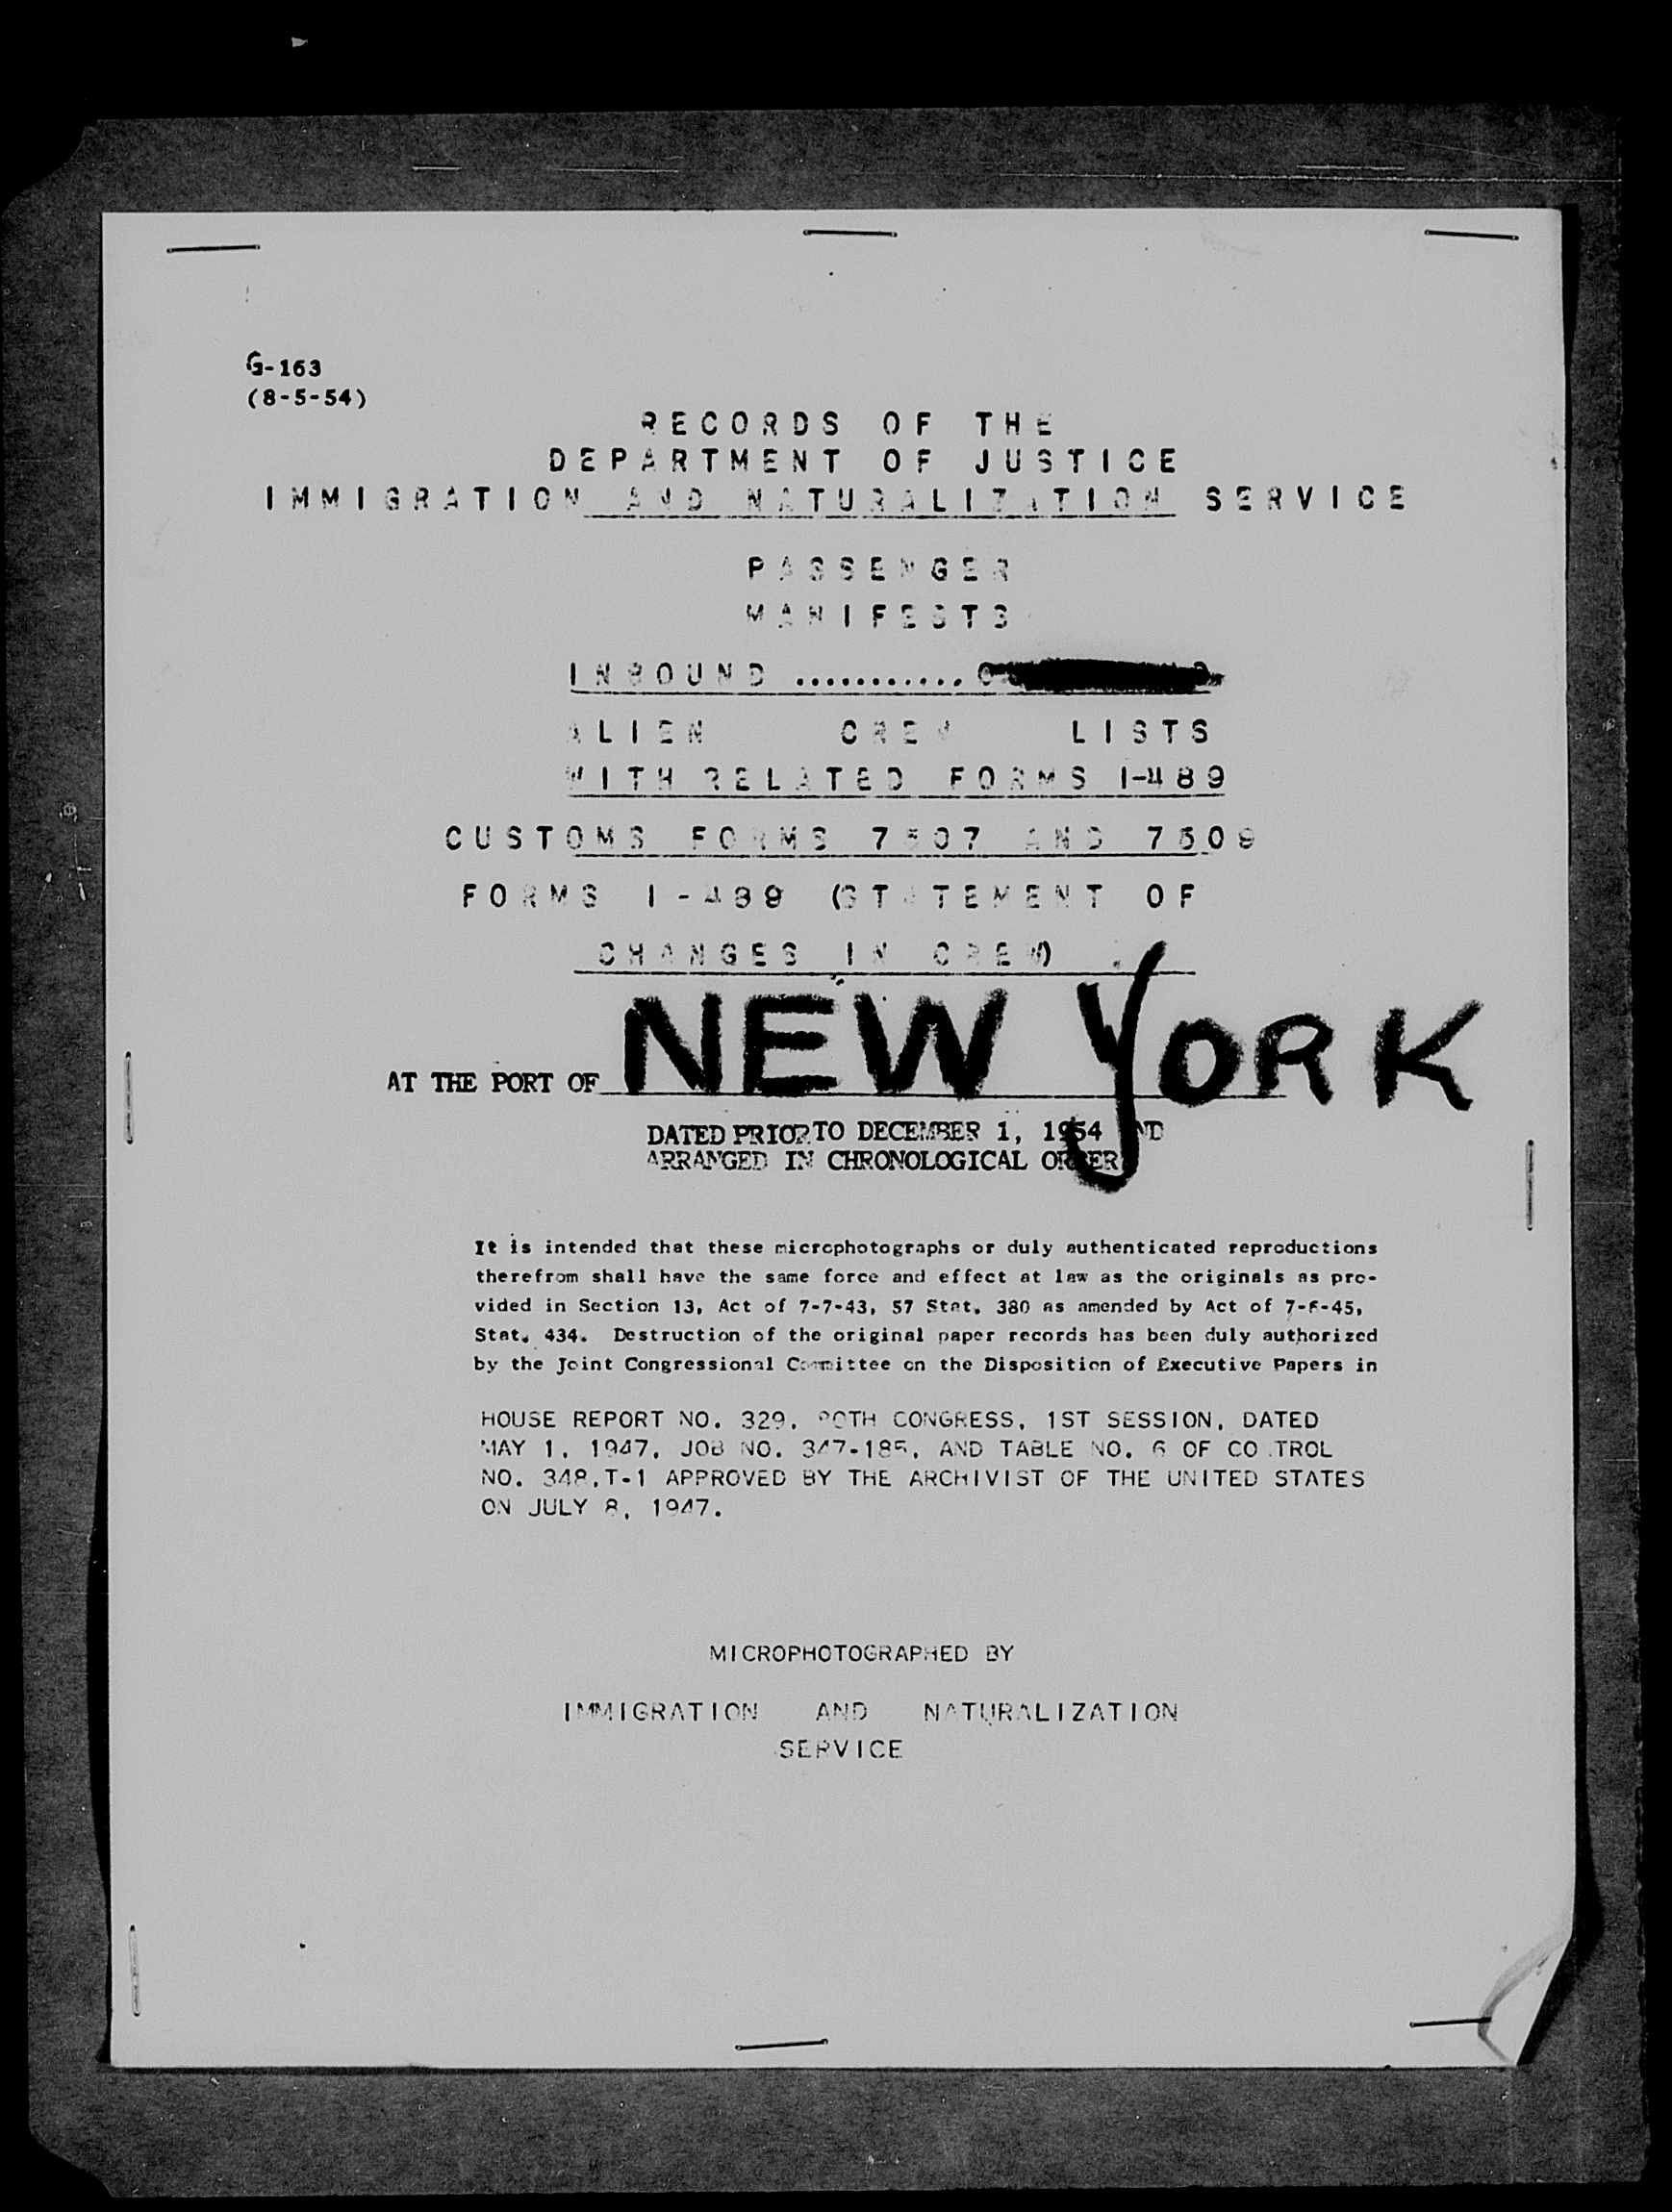 G-163
(8-5-54)
RECORDS OF THE
DEPARTMENT OF JUSTICE
IMMIGRATION AND NATURALIZATION SERVICE
PASSENGER
MANIFESTS
INBOUND ...........
ALIEN CREW LISTS
WITH RELATED FORMS I-489
CUSTOMS FORMS 7507 AND 7509
FORMS I-489 (STATEMENT OF
CHANGES IN CREW)
AT THE PORT OF NEW YORK
DATED PRIOR TO DECEMBER 1, 1954 AND
ARRANGED IN CHRONOLOGICAL ORDER
It is intended that these microphotographs or duly authenticated reproductions
therefrom shall have the same force and effect at law as the originals as pro-
vided in Section 13, Act of 7-7-43, 57 Stat. 380 as amended by Act of 7-6-45,
Stat. 434. Destruction of the original paper records has been duly authorized
by the Joint Congressional Committee on the Disposition of Executive Papers in
HOUSE REPORT NO. 329, 80TH CONGRESS, 1ST SESSION, DATED
MAY 1, 1947, JOB NO. 347-185, AND TABLE NO. 6 OF CO TROL
NO. 348,T-1 APPROVED BY THE ARCHIVIST OF THE UNITED STATES
ON JULY 8, 1947.
MICROPHOTOGRAPHED BY
IMMIGRATION AND NATURALIZATION
SERVICE